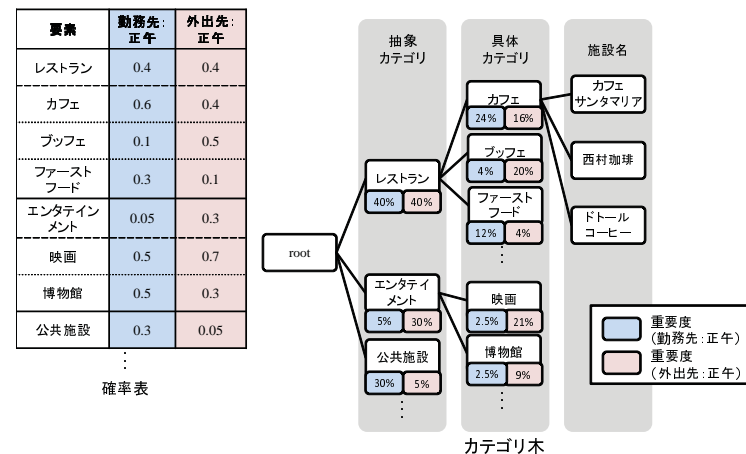 要素
勤務先:
正午
外出先:
正午
レストラン
0.4
0.4
カフェ
0.6
0.4
ブッフェ
0.1
0.5
ファースト
フード
0.3
0.1
エンタテイン
メント
0.05
0.3
映画
0.5
0.7
博物館
0.5
0.3
公共施設
0.3
0.05
確率表
root
抽象
カテゴリ
レストラン
40%
40%
エンタテイ
ンメント
5%
30%
公共施設
30%
5%
具体
カテゴリ
カフェ
24%
16%
ブッフェ
4%
20%
ファースト
フード
12%
4%
映画
2.5%
21%
博物館
2.5%
9%
施設名
カフェ
サンタマリア
西村珈琲
ドトール
コーヒー
重要度
(勤務先:正午)
重要度
(外出先:正午)
カテゴリ木